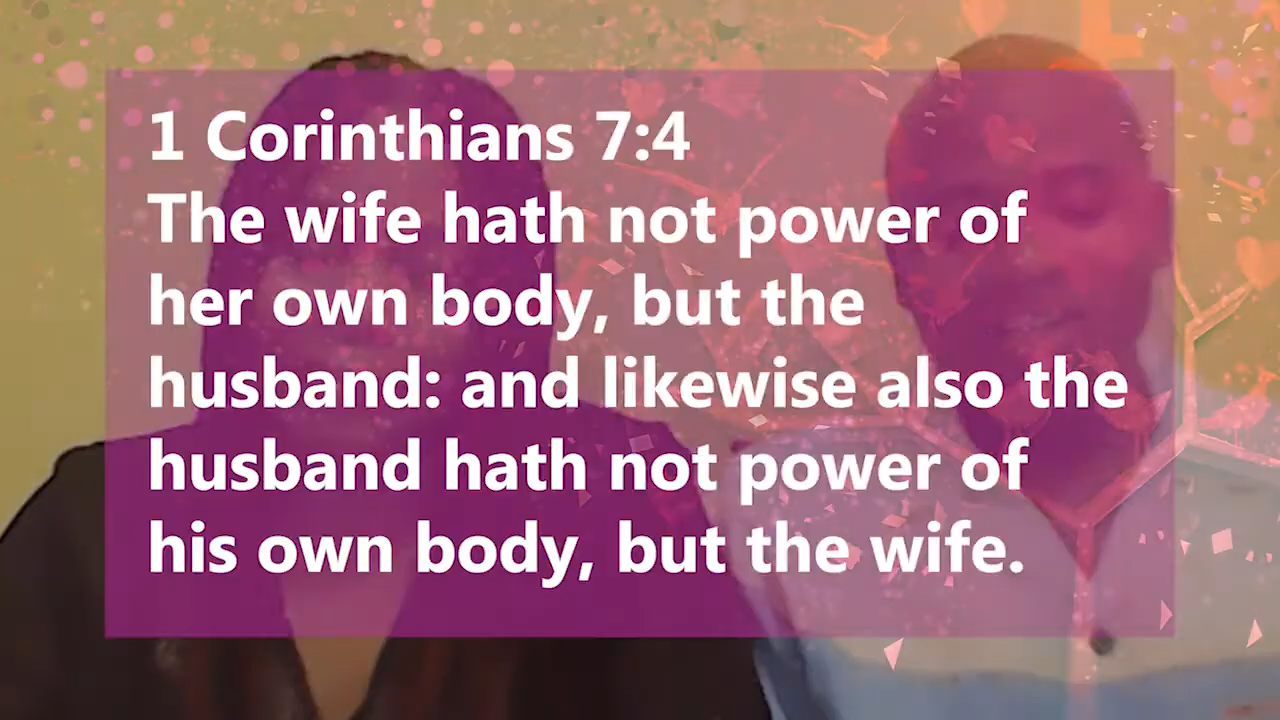 1 Corinthians 7:4
The wife hath not power of
her own body, but the
husband: and likewise also the
husband hath not power of
his own body, but the wife.